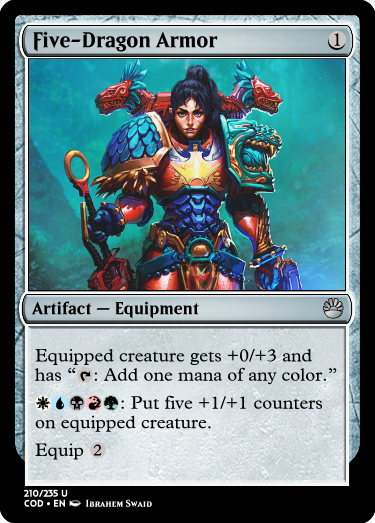 Five-Dragon Armor 1
Artifact — Equipment
Equipped creature gets +0/+3 and
has “: Add one mana of any color.”
: Put five +1/+1 counters
on equipped creature.
Equip 2
210/235 U
COD • EN Ibrahem Swaid